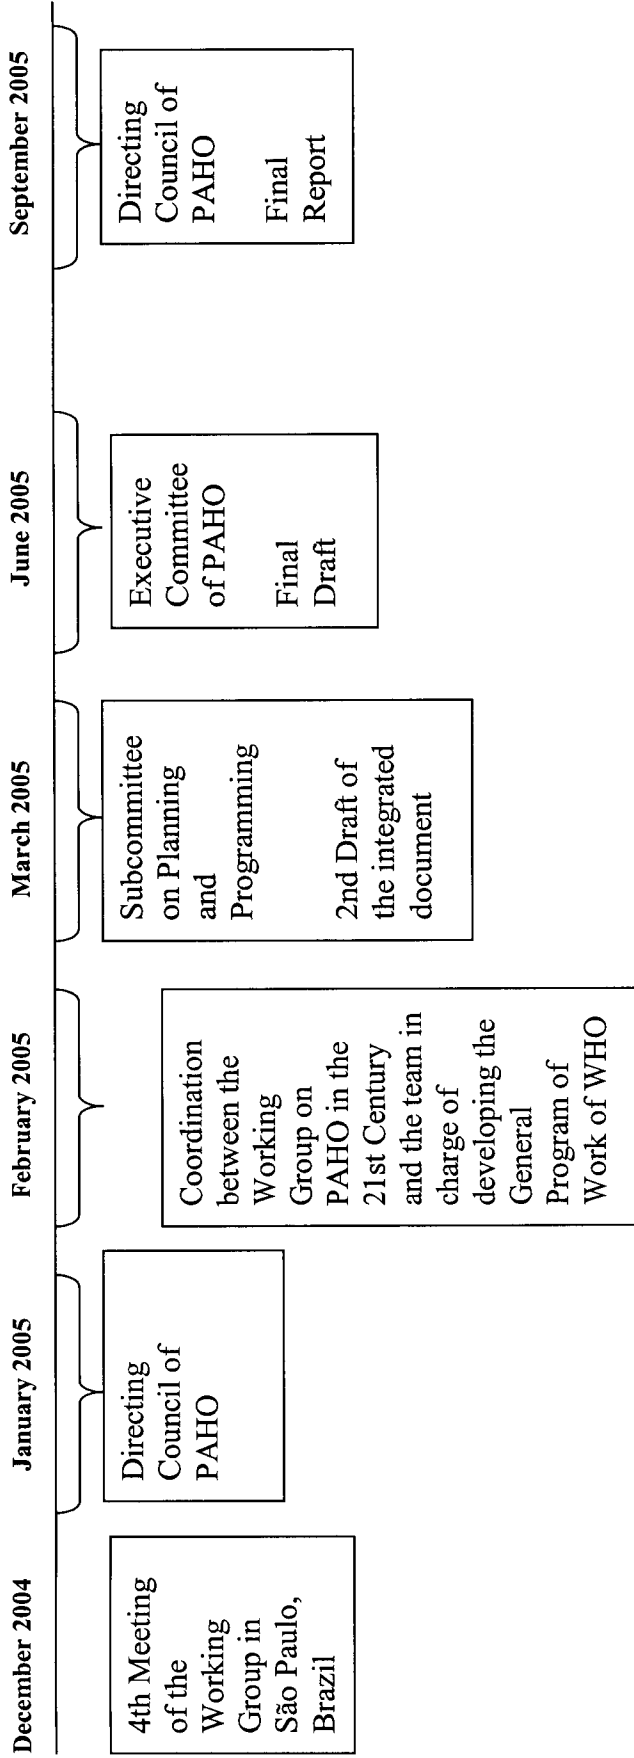 December 2004
January 2005
February 2005
March 2005
June 2005
September 2005
4th Meeting
of the
Working
Group in
São Paulo,
Brazil
Directing
Council of
PAHO
Coordination
between the
Working
Group on
PAHO in the
21st Century
and the team in
charge of
developing the
General
Program of
Work of WHO
Subcommittee
on Planning
and
Programming
2nd Draft of
the integrated
document
Executive
Committee
of PAHO
Final
Draft
Directing
Council of
PAHO
Final
Report